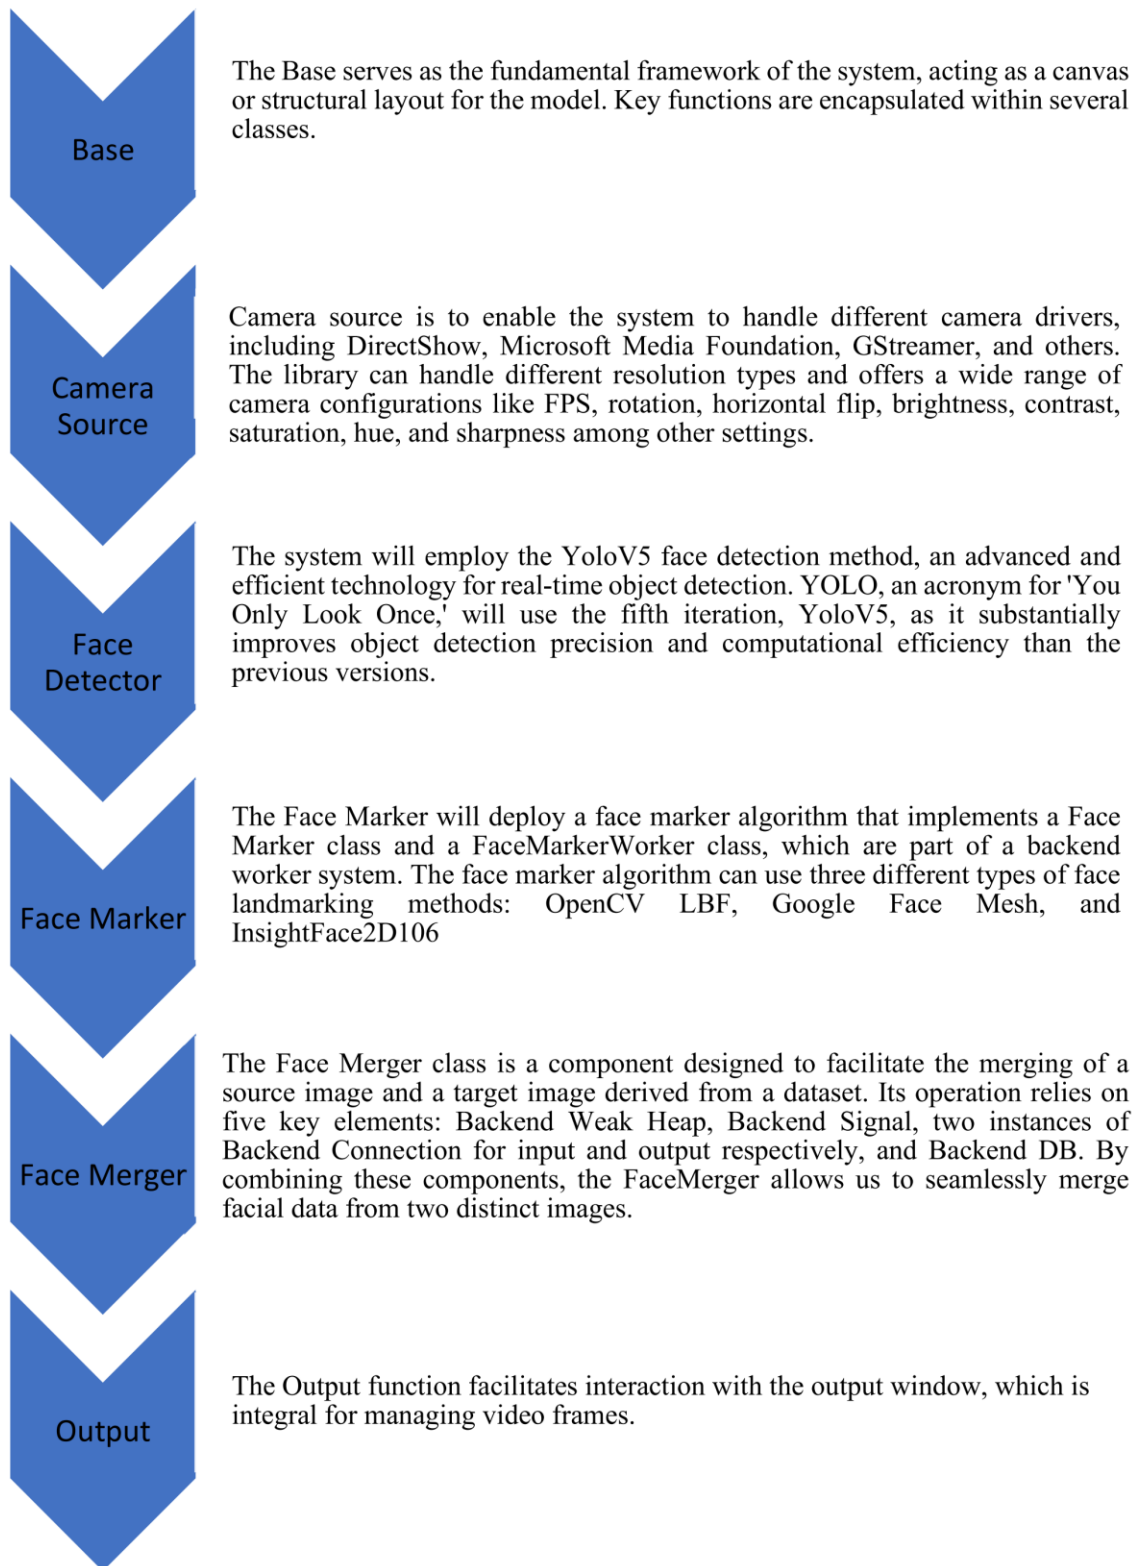 Base
The Base serves as the fundamental framework of the system, acting as a canvas
or structural layout for the model. Key functions are encapsulated within several
classes.
Camera
Source
Camera source is to enable the system to handle different camera drivers,
including DirectShow, Microsoft Media Foundation, GStreamer, and others.
The library can handle different resolution types and offers a wide range of
camera configurations like FPS, rotation, horizontal flip, brightness, contrast,
saturation, hue, and sharpness among other settings.
Face
Detector
The system will employ the YoloV5 face detection method, an advanced and
efficient technology for real-time object detection. YOLO, an acronym for 'You
Only Look Once,' will use the fifth iteration, YoloV5, as it substantially
improves object detection precision and computational efficiency than the
previous versions.
Face Marker
The Face Marker will deploy a face marker algorithm that implements a Face
Marker class and a FaceMarkerWorker class, which are part of a backend
worker system. The face marker algorithm can use three different types of face
landmarking methods: OpenCV LBF, Google Face Mesh, and
InsightFace2D106
Face Merger
The Face Merger class is a component designed to facilitate the merging of a
source image and a target image derived from a dataset. Its operation relies on
five key elements: Backend Weak Heap, Backend Signal, two instances of
Backend Connection for input and output respectively, and Backend DB. By
combining these components, the FaceMerger allows us to seamlessly merge
facial data from two distinct images.
Output
The Output function facilitates interaction with the output window, which is
integral for managing video frames.